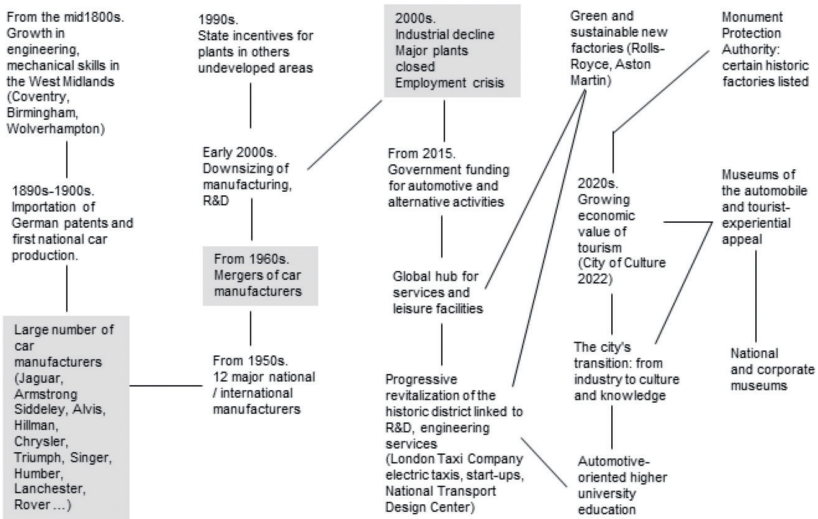 From the mid1800s.
Growth in
engineering,
mechanical skills in
the West Midlands
(Coventry,
Birmingham,
Wolverhampton)
1890s-1900s.
Importation of
German patents and
first national car
production.
Large number of
car
manufacturers
(Jaguar,
Armstrong
Siddeley, Alvis,
Hillman,
Chrysler,
Triumph, Singer,
Humber,
Lanchester,
Rover ...)
1990s.
State incentives for
plants in others
undeveloped areas
Early 2000s.
Downsizing of
manufacturing,
R&D
From 1960s.
Mergers of car
manufacturers
From 1950s.
12 major national
/ international
manufacturers
2000s.
Industrial decline
Major plants
closed
Employment crisis
From 2015.
Government funding
for automotive and
alternative activities
Global hub for
services and
leisure facilities
Progressive
revitalization of the
historic district linked to
R&D, engineering
services
(London Taxi Company
electric taxis, start-ups,
National Transport
Design Center)
Green and
sustainable new
factories (Rolls-
Royce, Aston
Martin)
2020s.
Growing
economic
value of
tourism
(City of Culture
2022)
The city's
transition: from
industry to culture
and knowledge
Automotive-
oriented higher
university
education
Monument
Protection
Authority:
certain historic
factories listed
Museums of
the automobile
and tourist-
experiential
appeal
National
and corporate
museums